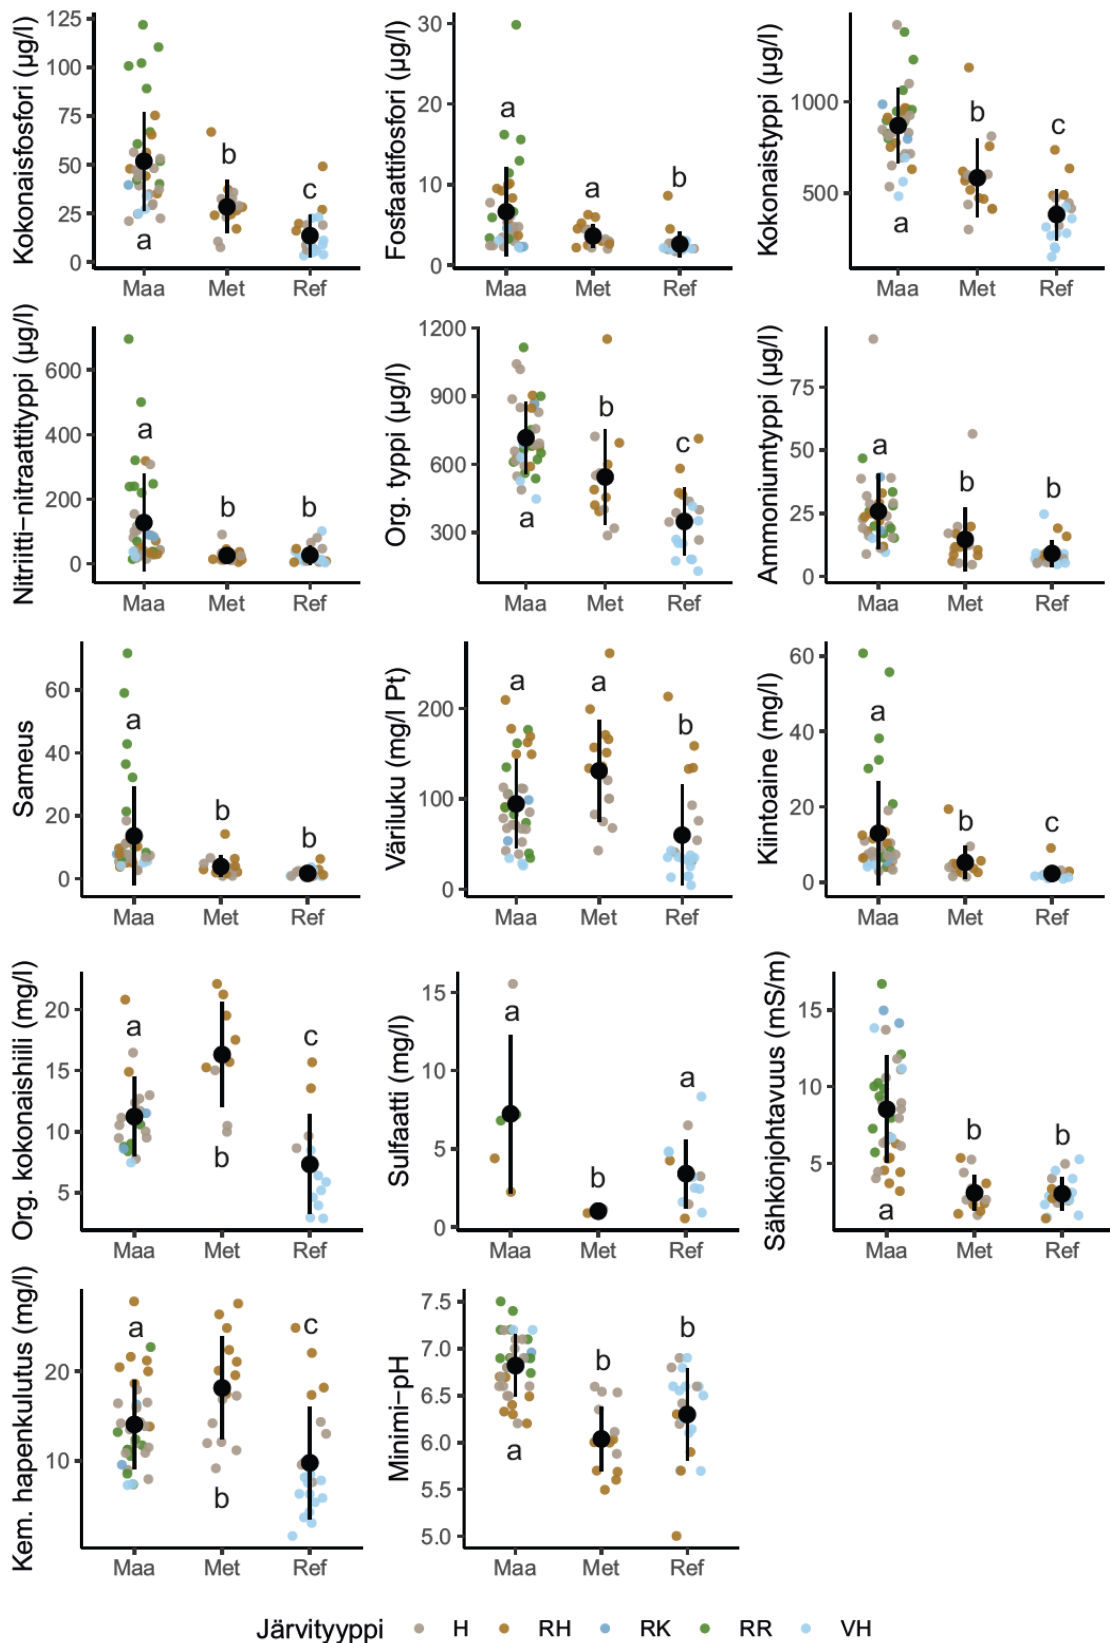 Kokonaisfosfori (µg/l)
125
100
75
50
25
0
a
b
c
Maa Met Ref
Fosfaattifosfori (µg/l)
30
20
10
0
a
a
b
Maa Met Ref
Kokonaistyppi (µg/l)
1000
500
a
b
c
Maa Met Ref
Nitriitti−nitraattityppi (µg/l)
600
400
200
0
a
b
b
Maa Met Ref
Org. typpi (µg/l)
1200
900
600
300
a
b
c
Maa Met Ref
Ammoniumtyppi (µg/l)
75
50
25
0
a
b
b
Maa Met Ref
Sameus
60
40
20
0
a
b
b
Maa Met Ref
Väriluku (mg/l Pt)
200
100
0
a
a
b
Maa Met Ref
Kiintoaine (mg/l)
60
40
20
0
a
b
c
Maa Met Ref
Org. kokonaishiili (mg/l)
20
15
10
5
a
b
c
Maa Met Ref
Sulfaatti (mg/l)
15
10
5
0
a
b
a
Maa Met Ref
Sähkönjohtavuus (mS/m)
15
10
5
a
b
b
Maa Met Ref
Kem. hapenkulutus (mg/l)
20
10
a
b
c
Maa Met Ref
Minimi−pH
7.5
7.0
6.5
6.0
5.5
5.0
a
b
b
Maa Met Ref
Järvityyppi H RH RK RR VH